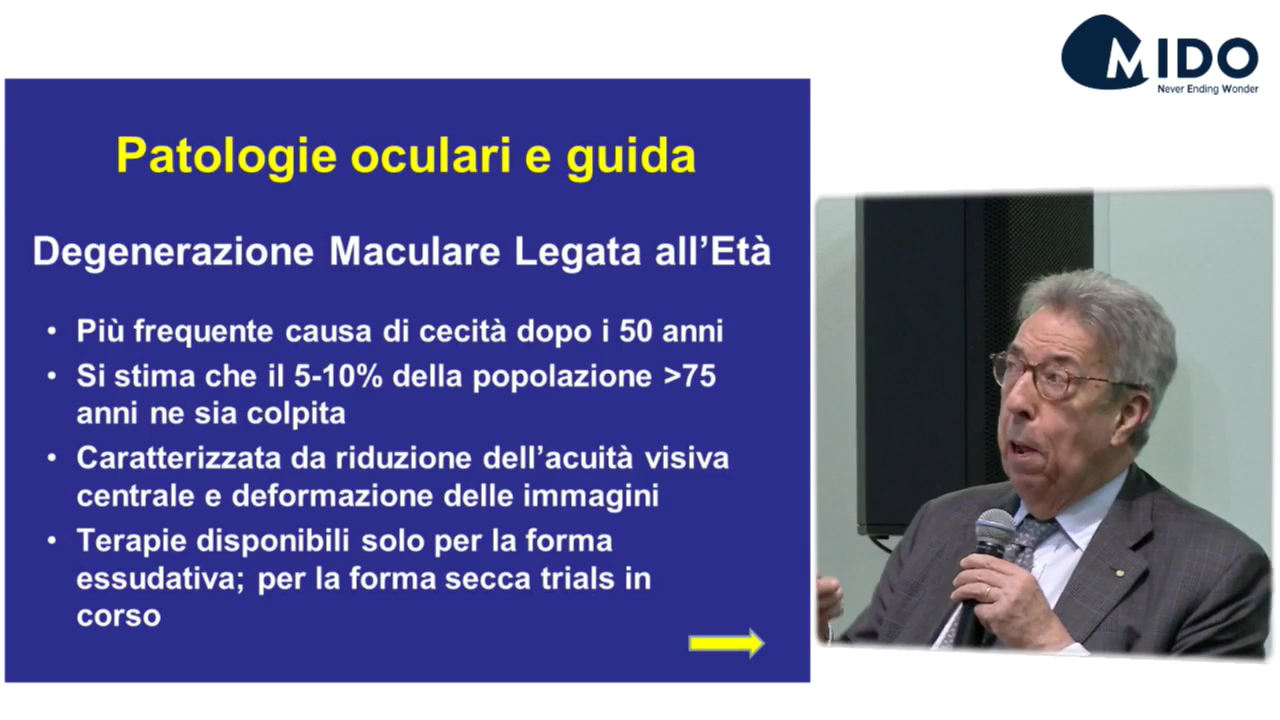 MIDO
Never Ending Wonder
Patologie oculari e guida
Degenerazione Maculare Legata all'Età
• Più frequente causa di cecità dopo i 50 anni
• Si stima che il 5-10% della popolazione >75
anni ne sia colpita
• Caratterizzata da riduzione dell'acuità visiva
centrale e deformazione delle immagini
• Terapie disponibili solo per la forma
essudativa; per la forma secca trials in
corso